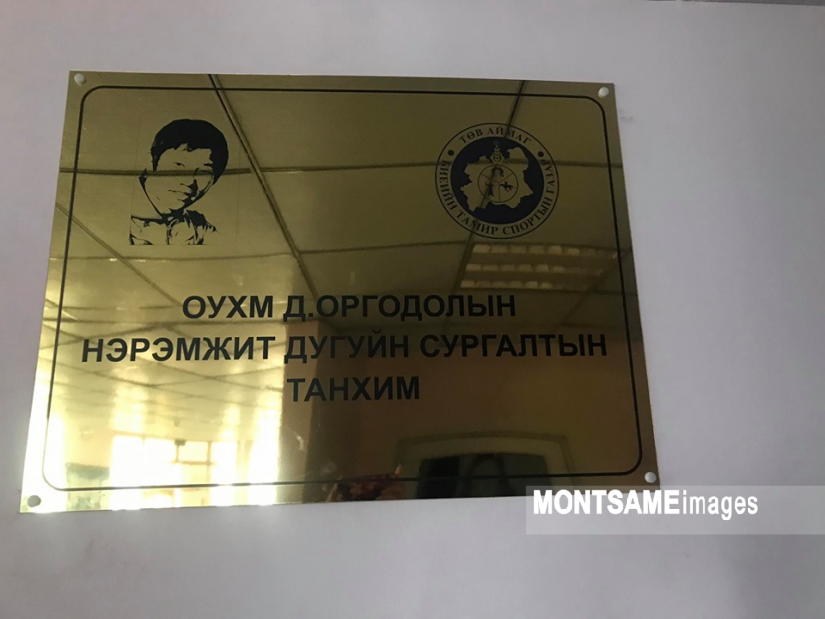 ТӨВ АЙМАГ
БИЕИЙН ТАМИР СПОРТЫН ГАЗАР
ОУХМ Д.ОРГОДОЛЫН
НЭРЭМЖИТ ДУГУЙН СУРГАЛТЫН
ТАНХИМ
MONTSAMEimages